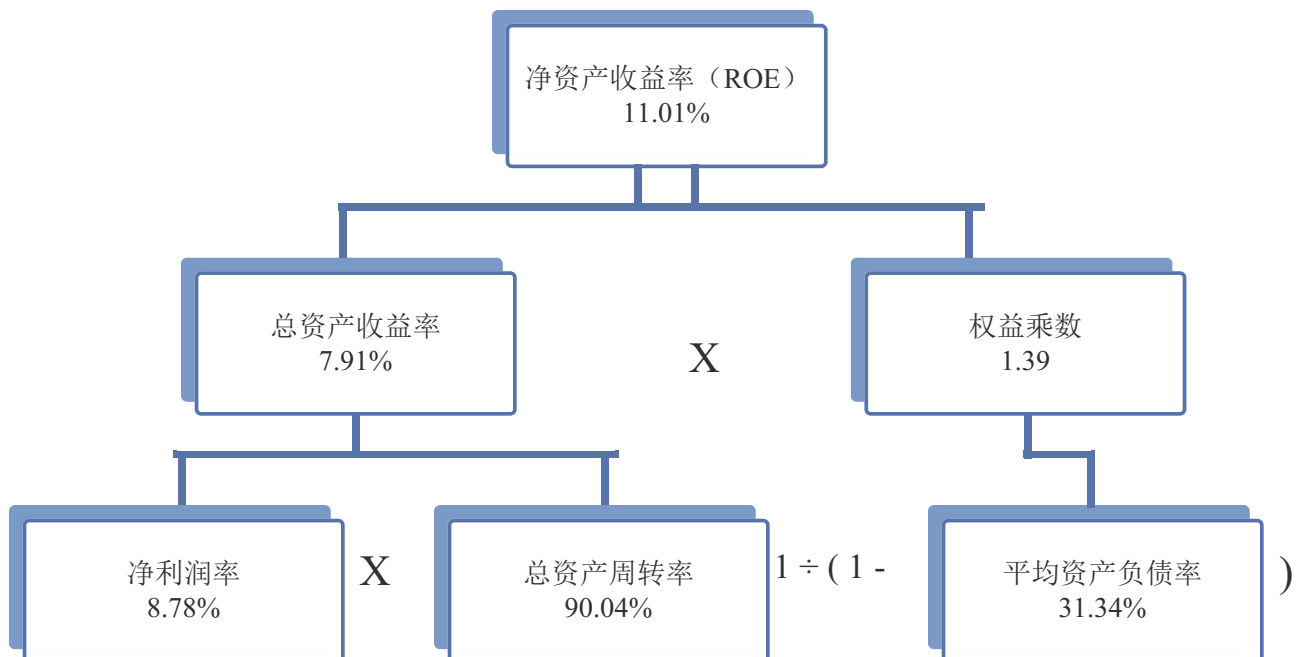 净资产收益率（ROE）
11.01%
总资产收益率
7.91%
X
权益乘数
1.39
净利润率
8.78%
X
总资产周转率
90.04%
1 ÷ ( 1 -
平均资产负债率
31.34%
)